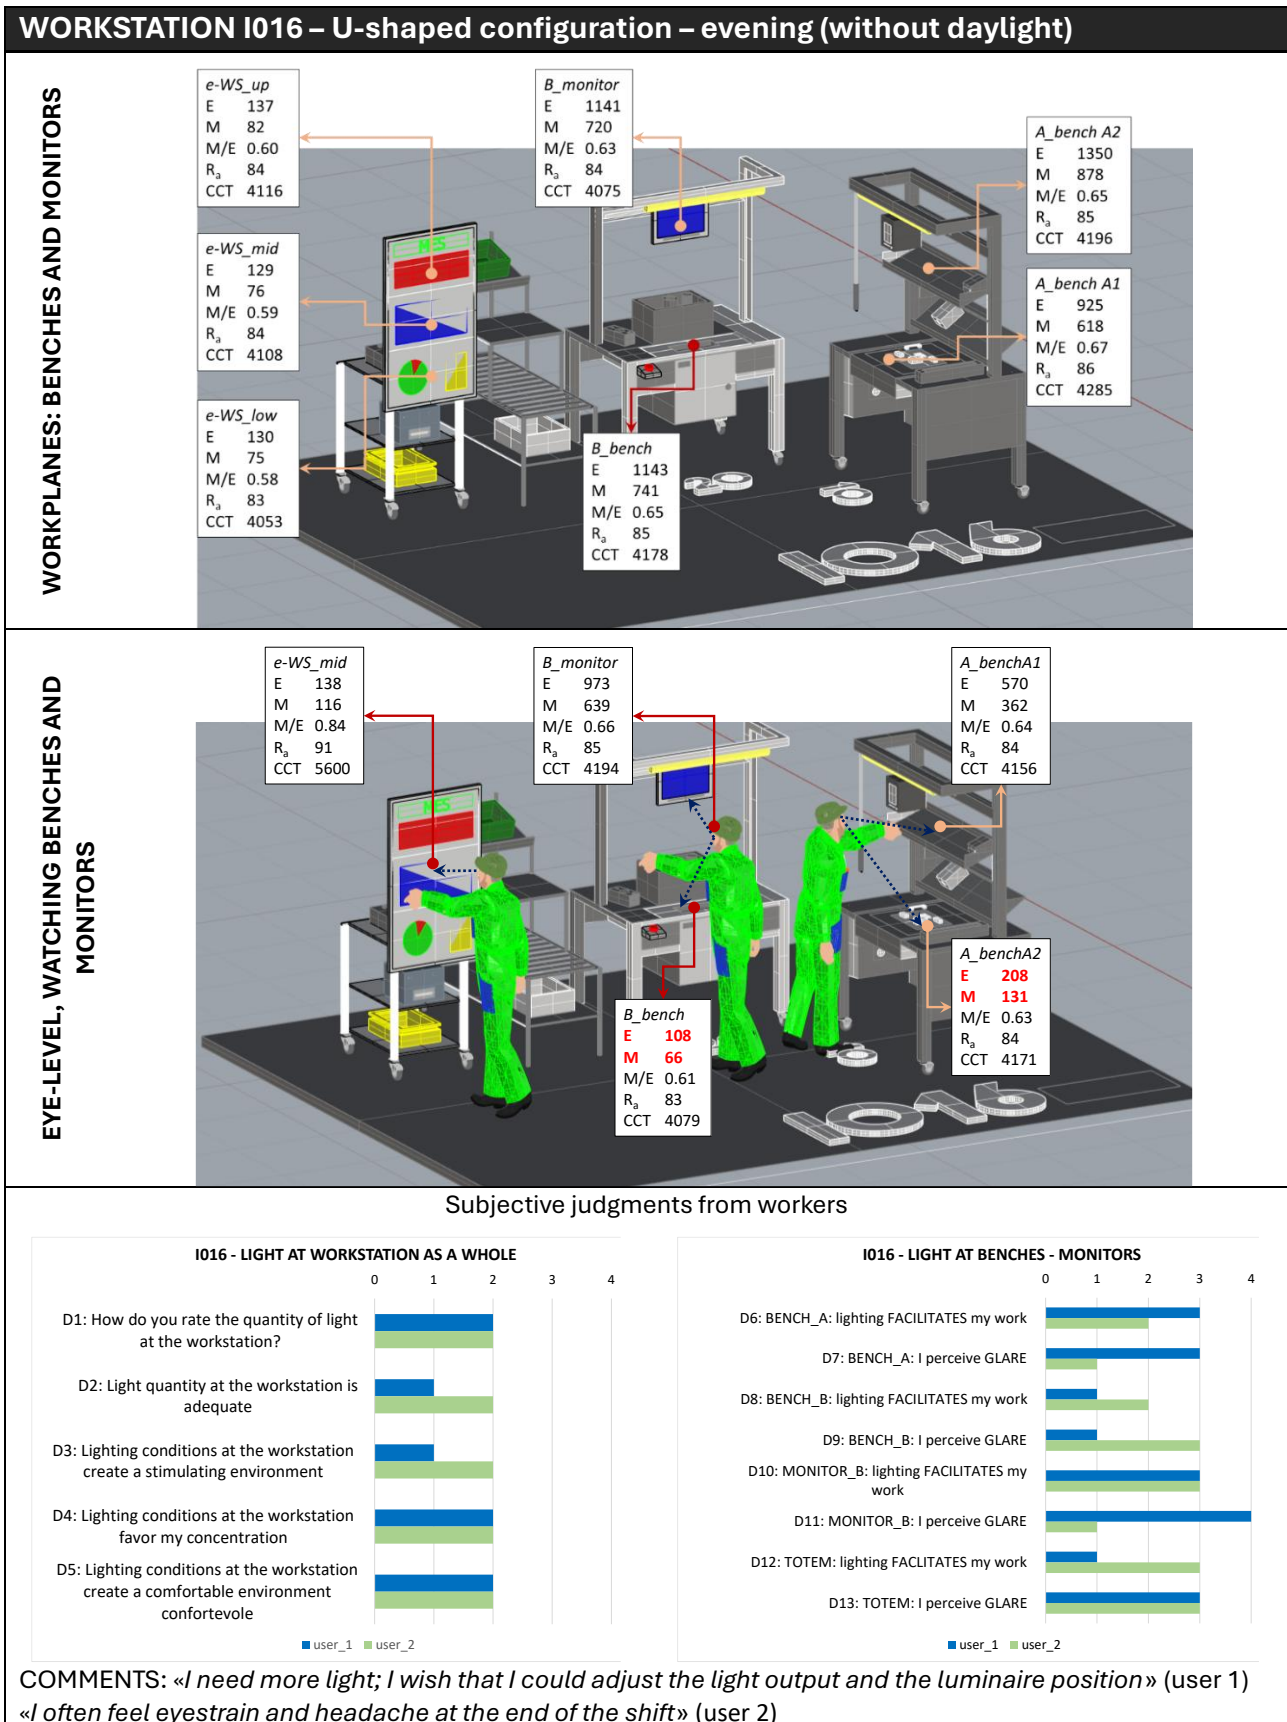 WORKSTATION I016 – U-shaped configuration – evening (without daylight)
WORKPLANES: BENCHES AND MONITORS
e-WS_up
E 137
M 82
M/E 0.60
Ra 84
CCT 4116
B_monitor
E 1141
M 720
M/E 0.63
Ra 84
CCT 4075
A_bench A2
E 1350
M 878
M/E 0.65
Ra 85
CCT 4196
e-WS_mid
E 129
M 76
M/E 0.59
Ra 84
CCT 4108
A_bench A1
E 925
M 618
M/E 0.67
Ra 86
CCT 4285
e-WS_low
E 130
M 75
M/E 0.58
Ra 83
CCT 4053
B_bench
E 1143
M 741
M/E 0.65
Ra 85
CCT 4178
MES
I016
EYE-LEVEL, WATCHING BENCHES AND
MONITORS
e-WS_mid
E 138
M 116
M/E 0.84
Ra 91
CCT 5600
B_monitor
E 973
M 639
M/E 0.66
Ra 85
CCT 4194
A_benchA1
E 570
M 362
M/E 0.64
Ra 84
CCT 4156
B_bench
E 108
M 66
M/E 0.61
Ra 83
CCT 4079
A_benchA2
E 208
M 131
M/E 0.63
Ra 84
CCT 4171
MES
I016
Subjective judgments from workers
I016 - LIGHT AT WORKSTATION AS A WHOLE
0 1 2 3 4
D1: How do you rate the quantity of light
at the workstation?
D2: Light quantity at the workstation is
adequate
D3: Lighting conditions at the workstation
create a stimulating environment
D4: Lighting conditions at the workstation
favor my concentration
D5: Lighting conditions at the workstation
create a comfortable environment
confortevole
user_1 user_2
I016 - LIGHT AT BENCHES - MONITORS
0 1 2 3 4
D6: BENCH_A: lighting FACILITATES my work
D7: BENCH_A: I perceive GLARE
D8: BENCH_B: lighting FACILITATES my work
D9: BENCH_B: I perceive GLARE
D10: MONITOR_B: lighting FACILITATES my
work
D11: MONITOR_B: I perceive GLARE
D12: TOTEM: lighting FACILITATES my work
D13: TOTEM: I perceive GLARE
user_1 user_2
COMMENTS: «I need more light; I wish that I could adjust the light output and the luminaire position» (user 1)
«I often feel eyestrain and headache at the end of the shift» (user 2)